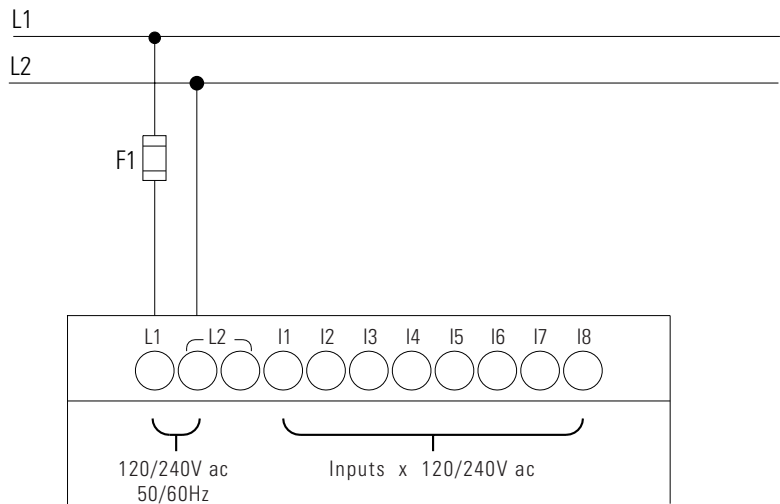 L1
L2
F1
L1 L2 I1 I2 I3 I4 I5 I6 I7 I8
120/240V ac
50/60Hz
Inputs x 120/240V ac